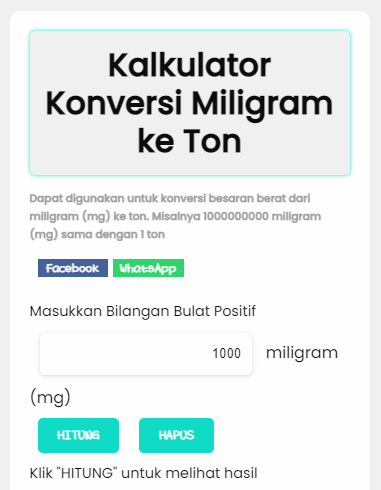 Kalkulator
Konversi Miligram
ke Ton
Dapat digunakan untuk konversi besaran berat dari
miligram (mg) ke ton. Misalnya 1000000000 miligram
(mg) sama dengan 1 ton
Facebook WhatsApp
Masukkan Bilangan Bulat Positif
1000 miligram
(mg)
HITUNG HAPUS
Klik "HITUNG" untuk melihat hasil